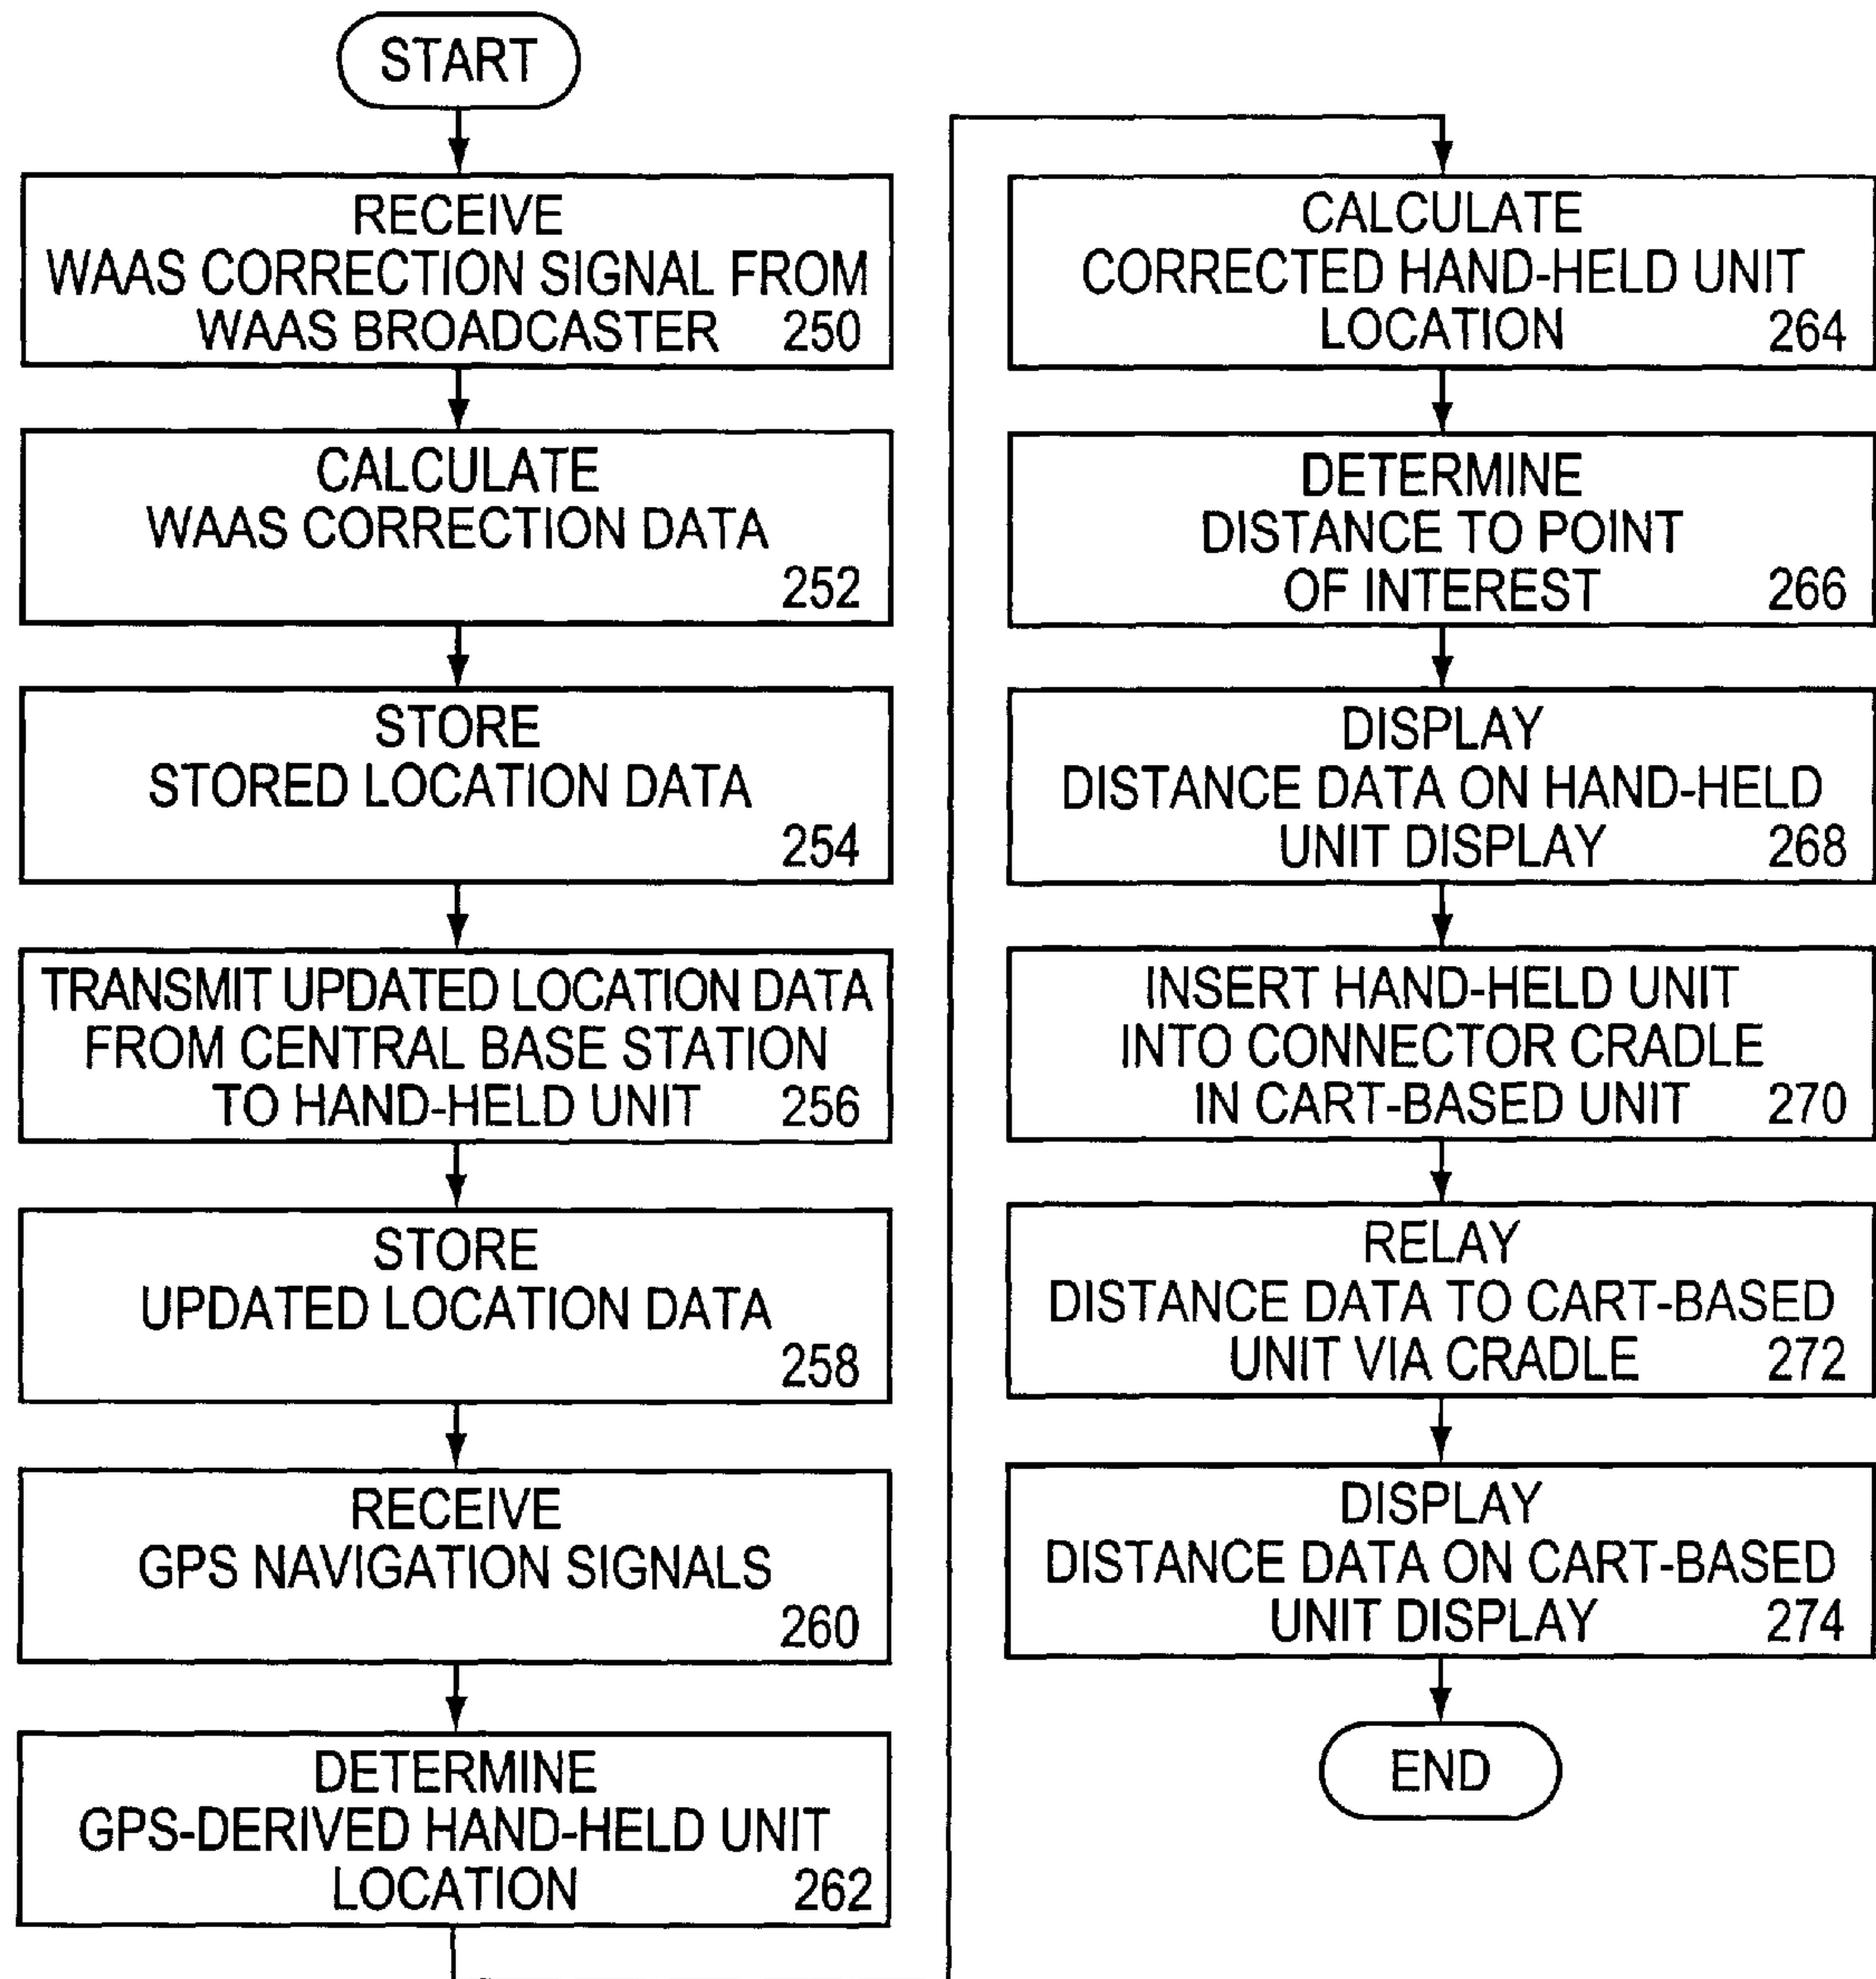 START
RECEIVE
WAAS CORRECTION SIGNAL FROM
WAAS BROADCASTER 250
CALCULATE
WAAS CORRECTION DATA
252
STORE
STORED LOCATION DATA
254
TRANSMIT UPDATED LOCATION DATA
FROM CENTRAL BASE STATION
TO HAND-HELD UNIT 256
STORE
UPDATED LOCATION DATA
258
RECEIVE
GPS NAVIGATION SIGNALS
260
DETERMINE
GPS-DERIVED HAND-HELD UNIT
LOCATION 262
CALCULATE
CORRECTED HAND-HELD UNIT
LOCATION 264
DETERMINE
DISTANCE TO POINT
OF INTEREST 266
DISPLAY
DISTANCE DATA ON HAND-HELD
UNIT DISPLAY 268
INSERT HAND-HELD UNIT
INTO CONNECTOR CRADLE
IN CART-BASED UNIT 270
RELAY
DISTANCE DATA TO CART-BASED
UNIT VIA CRADLE 272
DISPLAY
DISTANCE DATA ON CART-BASED
UNIT DISPLAY 274
END